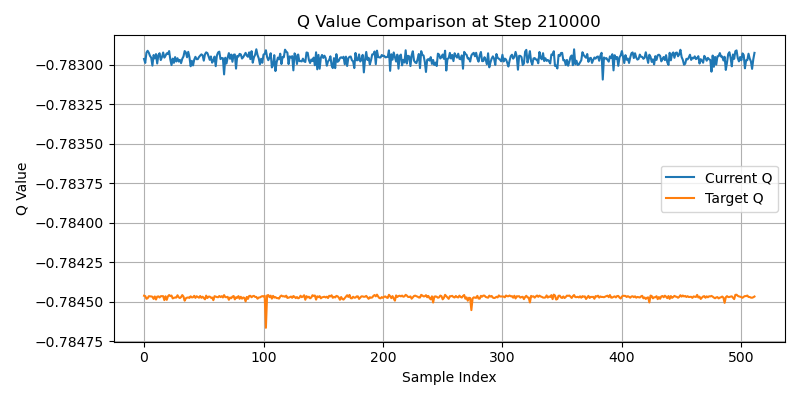 Q Value Comparison at Step 210000
−0.78300
−0.78325
−0.78350
−0.78375
−0.78400
−0.78425
−0.78450
−0.78475
Q Value
Current Q
Target Q
0 100 200 300 400 500
Sample Index